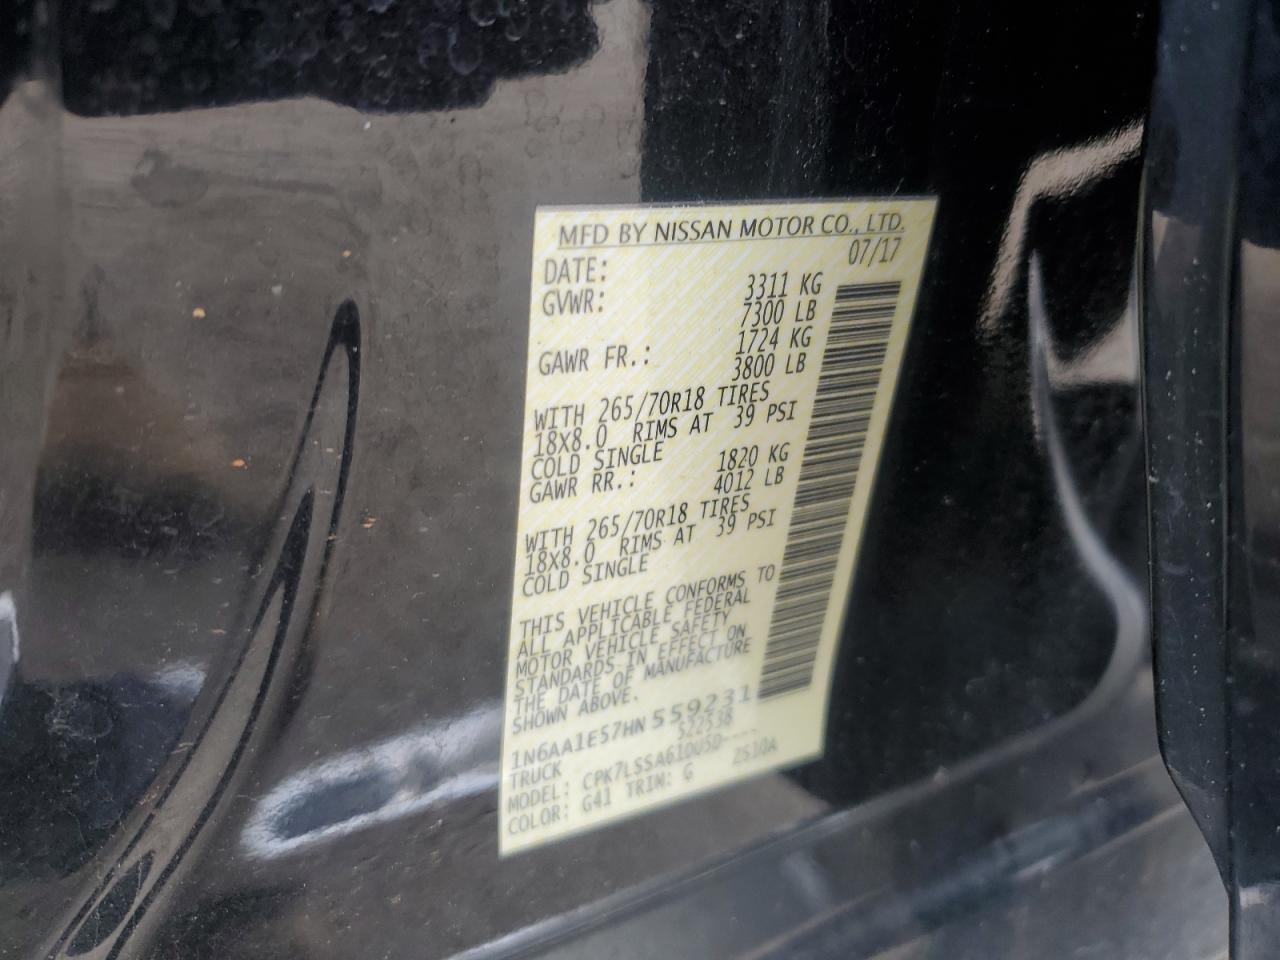 MFD BY NISSAN MOTOR CO., LTD.
DATE: 07/17
GVWR: 3311 KG
7300 LB
GAWR FR.: 1724 KG
3800 LB
WITH 265/70R18 TIRES
18X8.0 RIMS AT 39 PSI
COLD SINGLE
GAWR RR.: 1820 KG
4012 LB
WITH 265/70R18 TIRES
18X8.0 RIMS AT 39 PSI
COLD SINGLE
THIS VEHICLE CONFORMS TO
ALL APPLICABLE FEDERAL
MOTOR VEHICLE SAFETY
STANDARDS IN EFFECT ON
THE DATE OF MANUFACTURE
SHOWN ABOVE.
1N6AA1E57HN559231
TRUCK 522538
MODEL:
COLOR: G41 TRIM: G